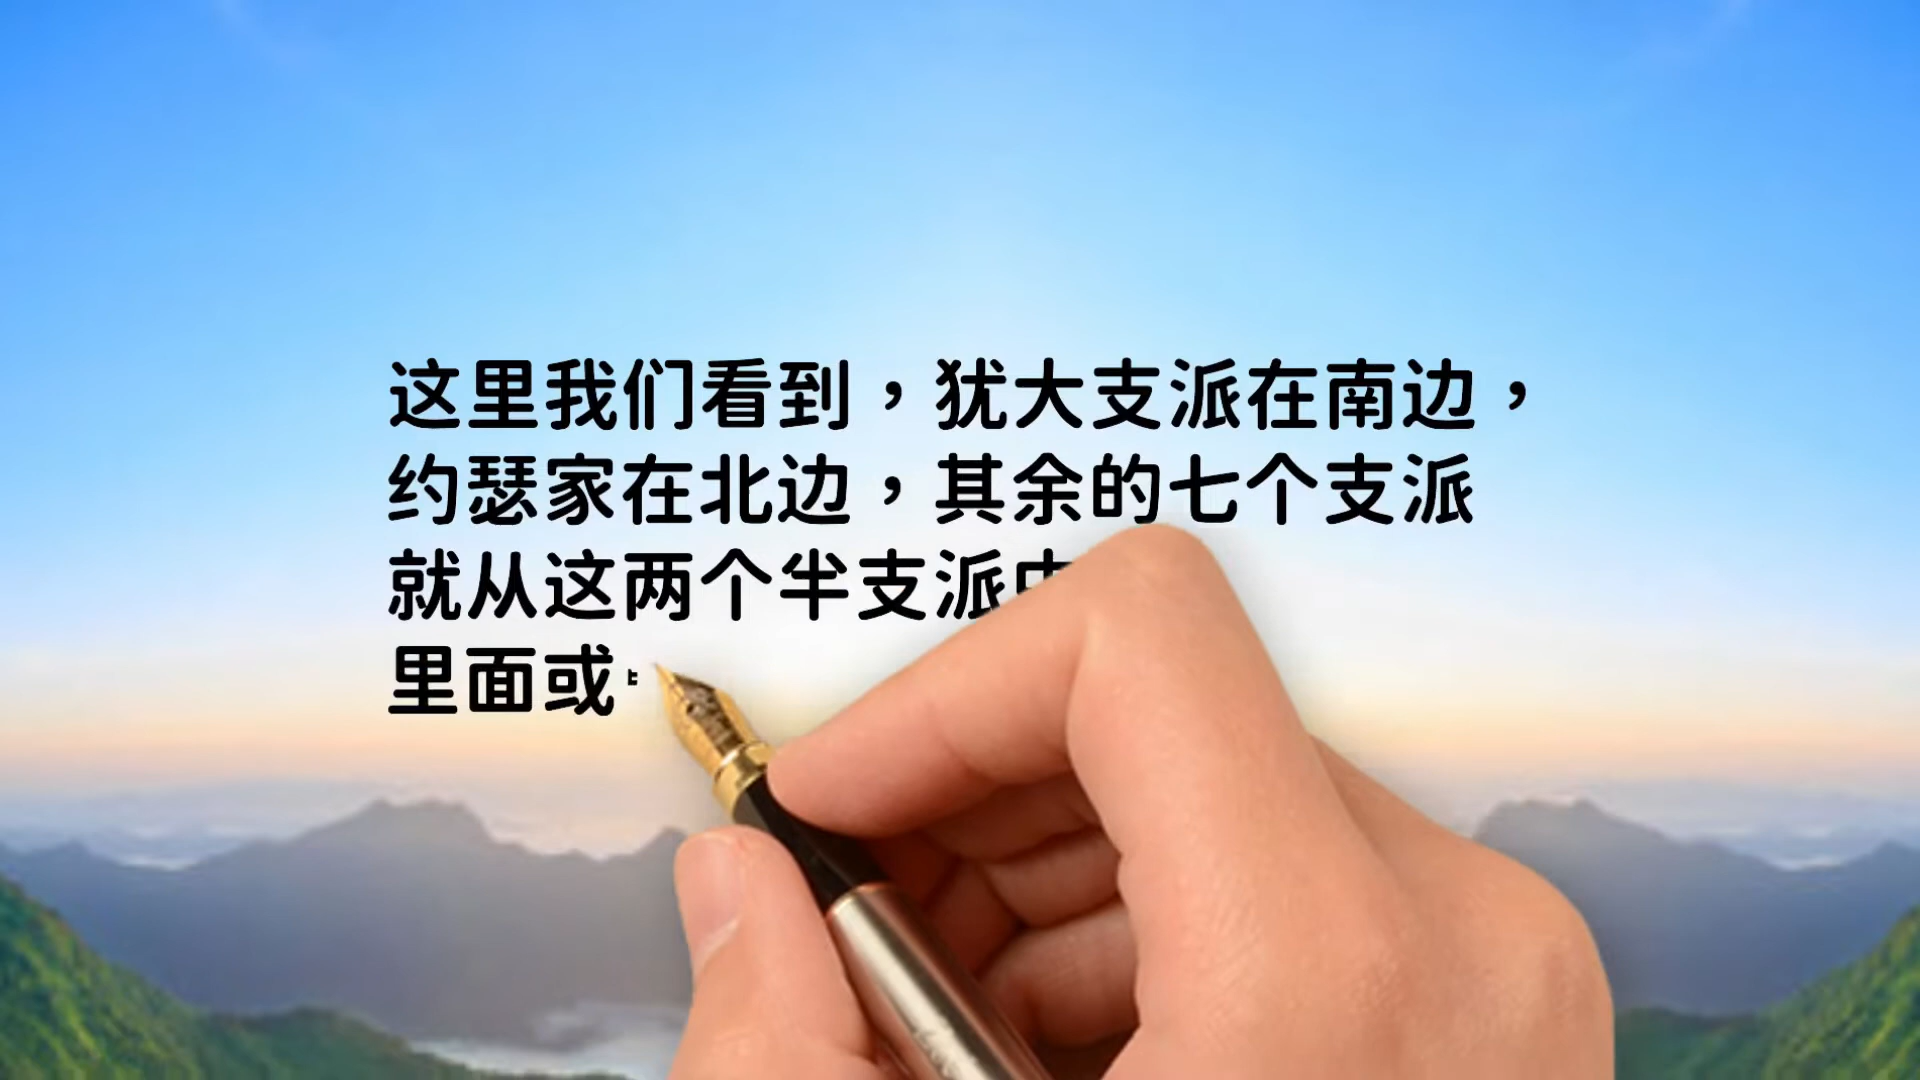 这里我们看到，犹大支派在南边，
约瑟家在北边，其余的七个支派
就从这两个半支派中
里面或